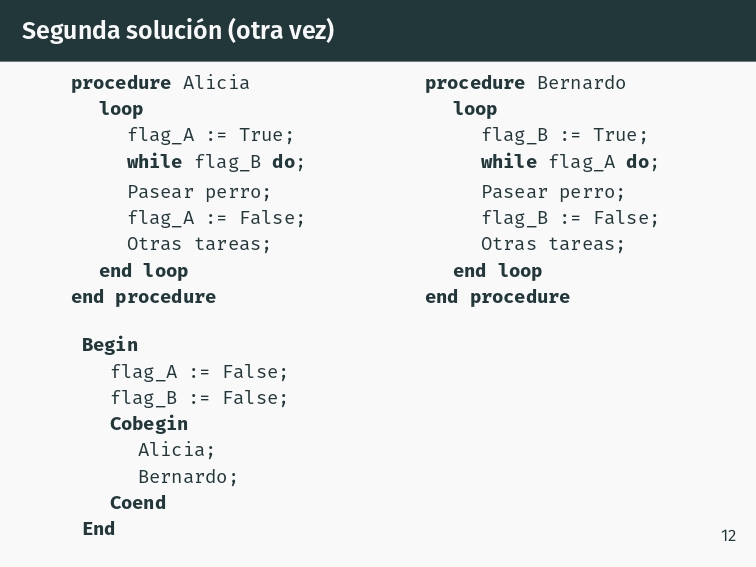 Segunda solución (otra vez)
procedure Alicia
loop
flag_A := True;
while flag_B do;
Pasear perro;
flag_A := False;
Otras tareas;
end loop
end procedure
procedure Bernardo
loop
flag_B := True;
while flag_A do;
Pasear perro;
flag_B := False;
Otras tareas;
end loop
end procedure
Begin
flag_A := False;
flag_B := False;
Cobegin
Alicia;
Bernardo;
Coend
End
12